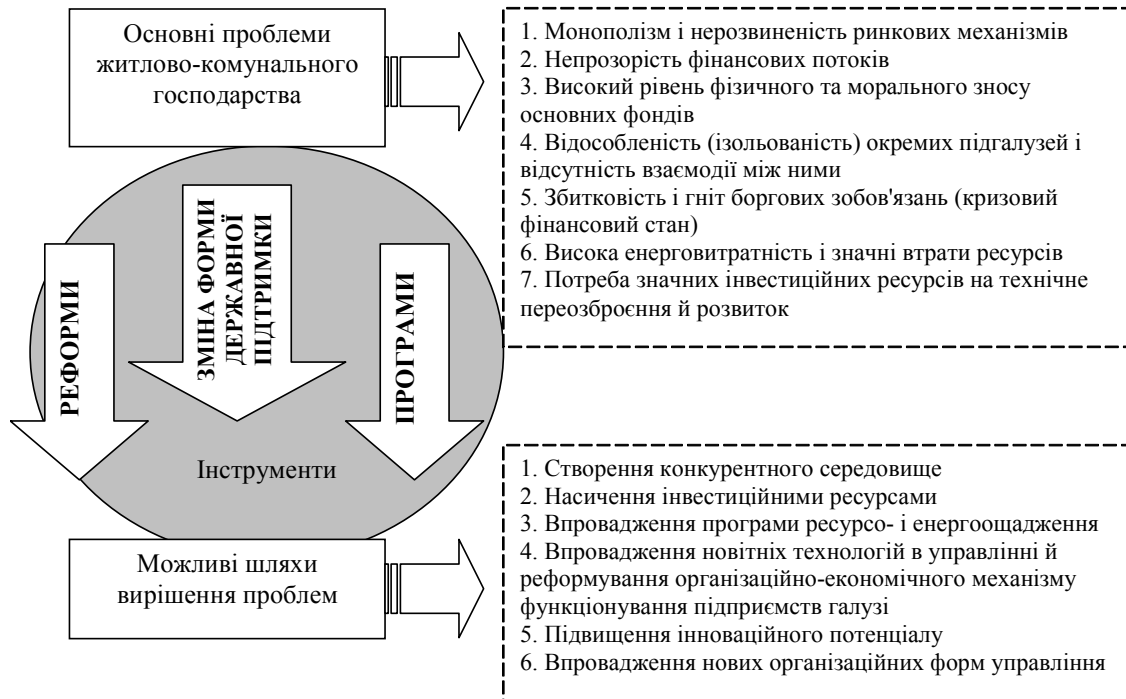 Основні проблеми
житлово-комунального
господарства
1. Монополізм і нерозвиненість ринкових механізмів
2. Непрозорість фінансових потоків
3. Високий рівень фізичного та морального зносу
основних фондів
4. Відособленість (ізольованість) окремих підгалузей і
відсутність взаємодії між ними
5. Збитковість і гніт боргових зобов'язань (кризовий
фінансовий стан)
6. Висока енерговитратність і значні втрати ресурсів
7. Потреба значних інвестиційних ресурсів на технічне
переозброєння й розвиток
РЕФОРМИ
ЗМІНА ФОРМИ
ДЕРЖАВНОЇ
ПІДТРИМКИ
ПРОГРАМИ
Інструменти
Можливі шляхи
вирішення проблем
1. Створення конкурентного середовище
2. Насичення інвестиційними ресурсами
3. Впровадження програми ресурсо- і енергоощадження
4. Впровадження новітніх технологій в управлінні й
реформування організаційно-економічного механізму
функціонування підприємств галузі
5. Підвищення інноваційного потенціалу
6. Впровадження нових організаційних форм управління